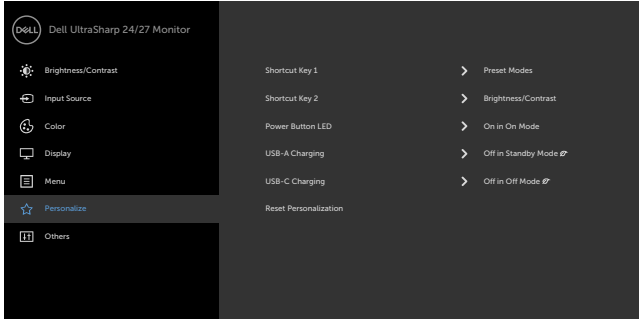 DELL Dell UltraSharp 24/27 Monitor
Brightness/Contrast
Input Source
Color
Display
Menu
Personalize
Others
Shortcut Key 1 Preset Modes
Shortcut Key 2 Brightness/Contrast
Power Button LED On in On Mode
USB-A Charging Off in Standby Mode
USB-C Charging Off in Off Mode
Reset Personalization